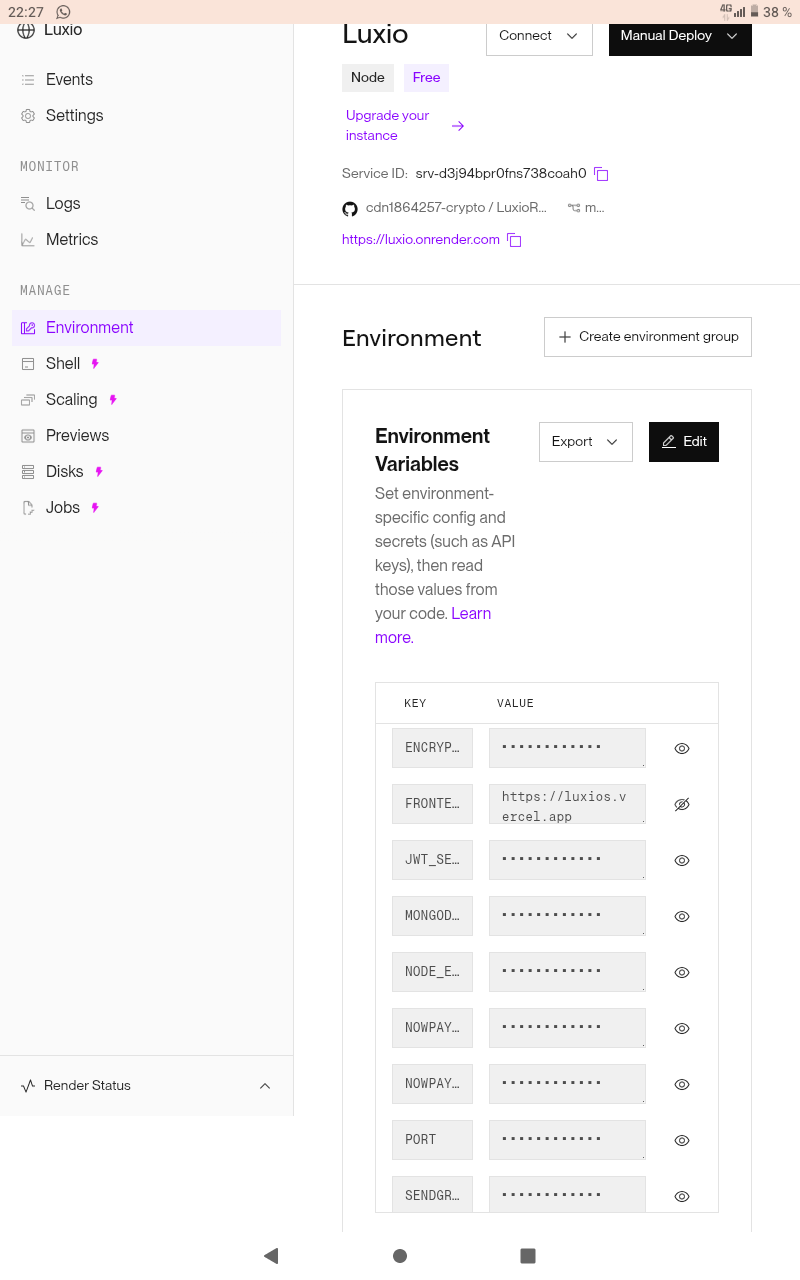 22:27
4G
38 %
Luxio
Events
Settings
MONITOR
Logs
Metrics
MANAGE
Environment
Shell
Scaling
Previews
Disks
Jobs
Render Status
Luxio
Connect
Manual Deploy
Node
Free
Upgrade your
instance
Service ID: srv-d3j94bpr0fns738coah0
cdn1864257-crypto / LuxioR... m...
https://luxio.onrender.com
Environment
Create environment group
Environment
Variables
Export
Edit
Set environment-
specific config and
secrets (such as API
keys), then read
those values from
your code. Learn
more.
KEY VALUE
ENCRYP…
FRONTE… https://luxios.v
ercel.app
JWT_SE…
MONGOD…
NODE_E…
NOWPAY…
NOWPAY…
PORT
SENDGR…